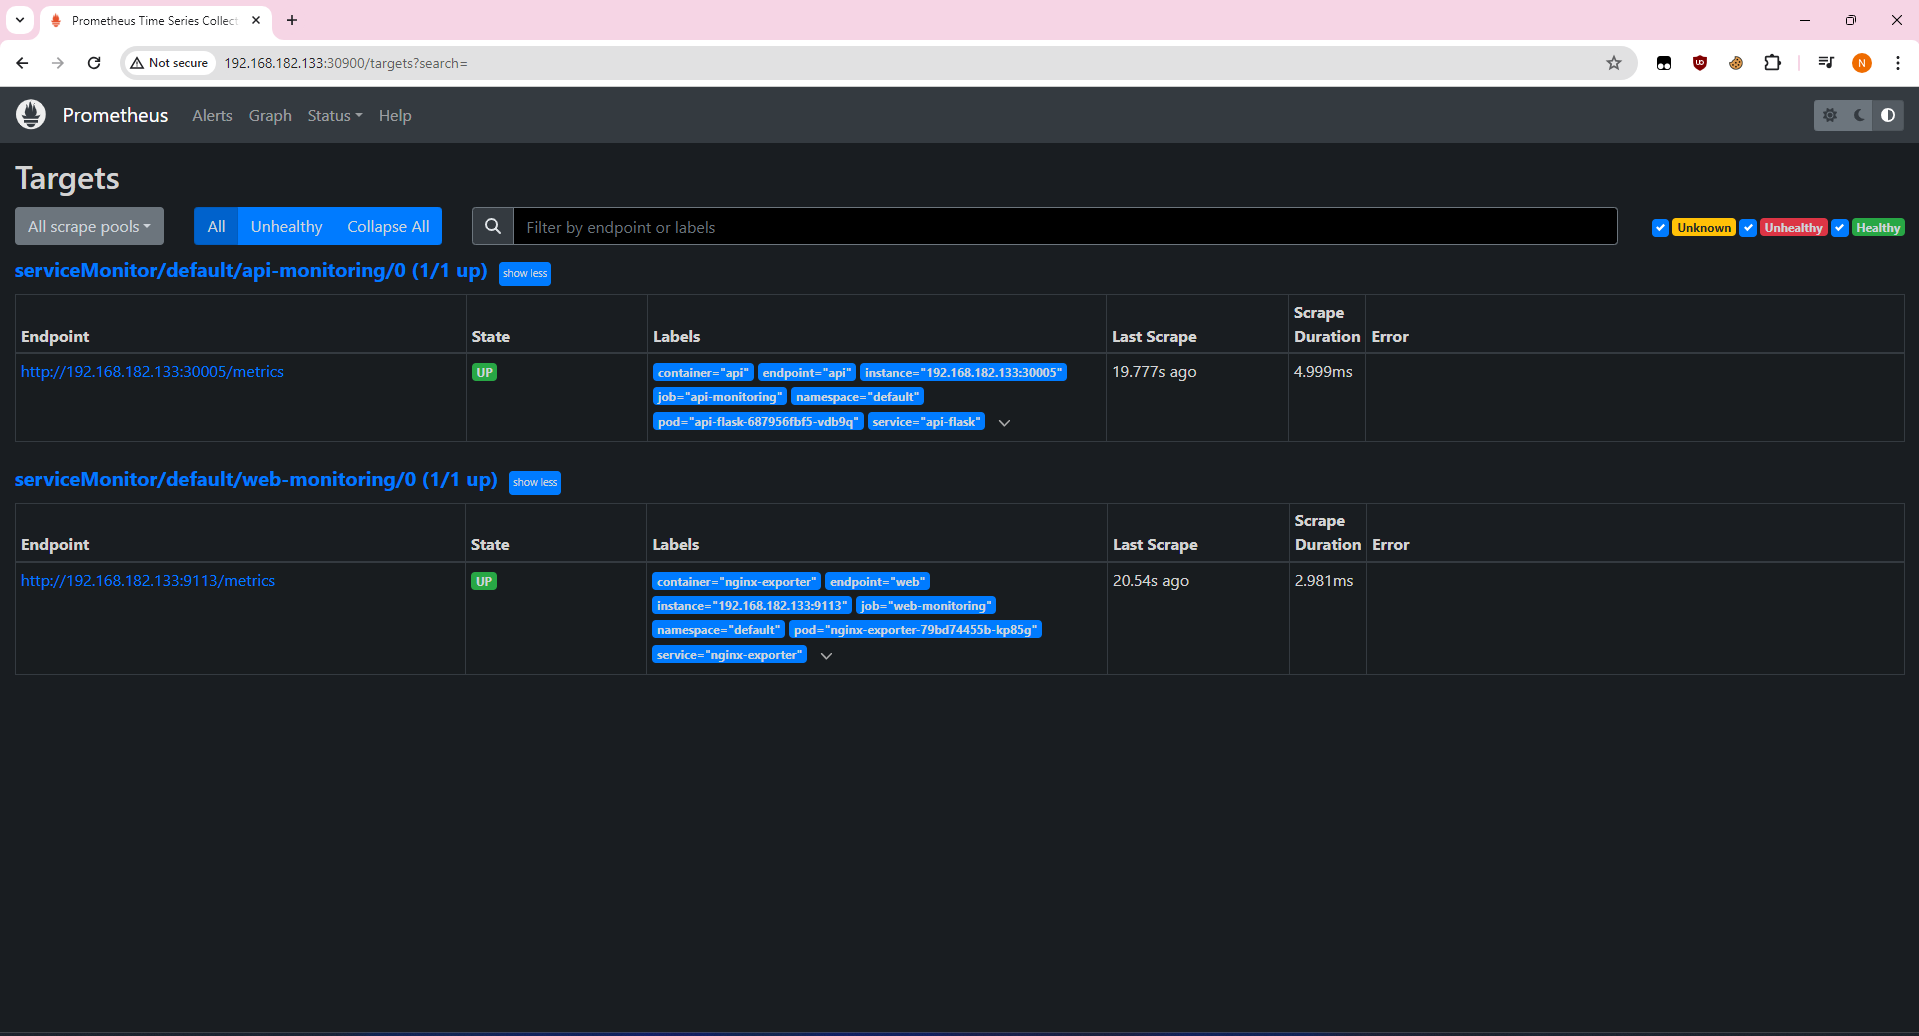 Prometheus Time Series Collect
Not secure 192.168.182.133:30900/targets?search=
N
Prometheus Alerts Graph Status Help
Targets
All scrape pools All Unhealthy Collapse All Filter by endpoint or labels Unknown Unhealthy Healthy
serviceMonitor/default/api-monitoring/0 (1/1 up) show less
Endpoint State Labels Last Scrape Scrape Duration Error
http://192.168.182.133:30005/metrics UP container="api" endpoint="api" instance="192.168.182.133:30005" 19.777s ago 4.999ms
job="api-monitoring" namespace="default"
pod="api-flask-687956fbf5-vdb9q" service="api-flask"
serviceMonitor/default/web-monitoring/0 (1/1 up) show less
Endpoint State Labels Last Scrape Scrape Duration Error
http://192.168.182.133:9113/metrics UP container="nginx-exporter" endpoint="web" 20.54s ago 2.981ms
instance="192.168.182.133:9113" job="web-monitoring"
namespace="default" pod="nginx-exporter-79bd74455b-kp85g"
service="nginx-exporter"